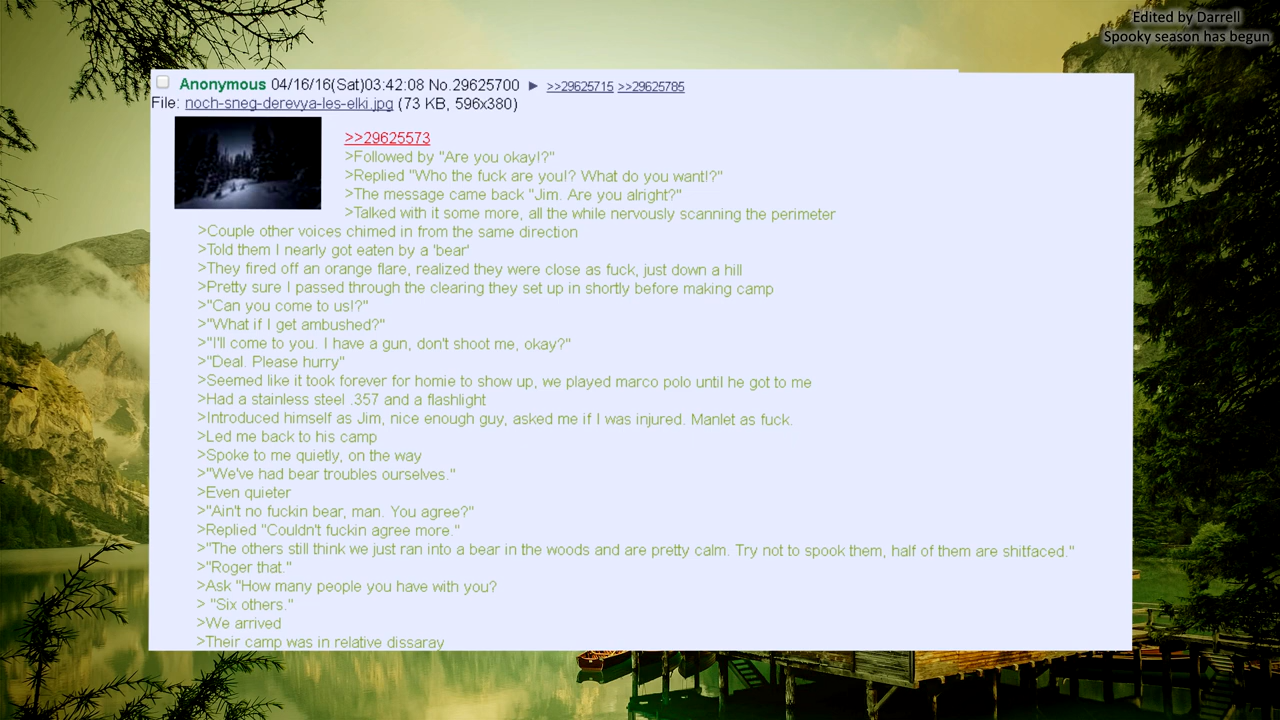 Edited by Darrell
Spooky season has begun
Anonymous 04/16/16(Sat)03:42:08 No.29625700 ► >>29625715 >>29625785
File: noch-sneg-derevya-les-elki.jpg (73 KB, 596x380)
>>29625573
>Followed by "Are you okay!?"
>Replied "Who the fuck are you!? What do you want!?"
>The message came back "Jim. Are you alright?"
>Talked with it some more, all the while nervously scanning the perimeter
>Couple other voices chimed in from the same direction
>Told them I nearly got eaten by a 'bear'
>They fired off an orange flare, realized they were close as fuck, just down a hill
>Pretty sure I passed through the clearing they set up in shortly before making camp
>"Can you come to us!?"
>"What if I get ambushed?"
>"I'll come to you. I have a gun, don't shoot me, okay?"
>"Deal. Please hurry"
>Seemed like it took forever for homie to show up, we played marco polo until he got to me
>Had a stainless steel .357 and a flashlight
>Introduced himself as Jim, nice enough guy, asked me if I was injured. Manlet as fuck.
>Led me back to his camp
>Spoke to me quietly, on the way
>"We've had bear troubles ourselves."
>Even quieter
>"Ain't no fuckin bear, man. You agree?"
>Replied "Couldn't fuckin agree more."
>"The others still think we just ran into a bear in the woods and are pretty calm. Try not to spook them, half of them are shitfaced."
>"Roger that."
>Ask "How many people you have with you?
> "Six others."
>We arrived
>Their camp was in relative dissaray